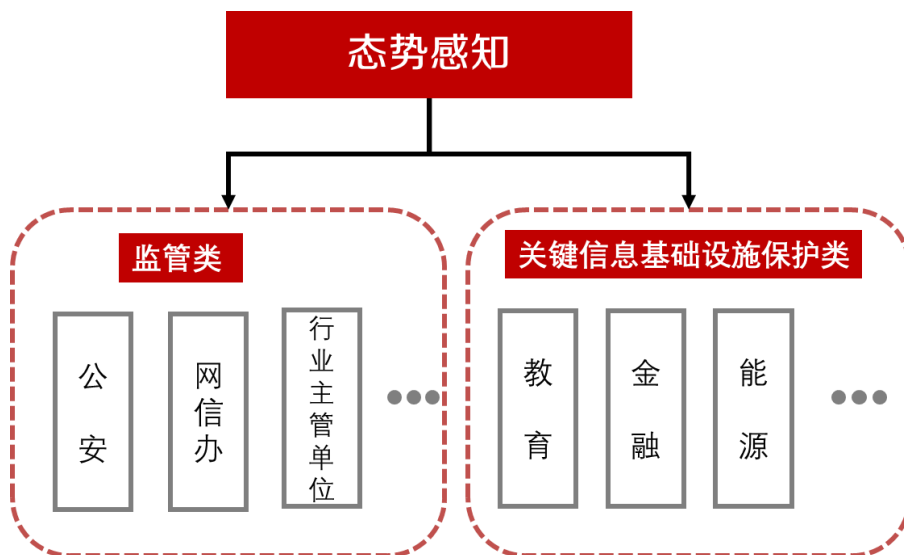 态势感知
监管类
公安
网信办
行业主管单位
关键信息基础设施保护类
教育
金融
能源